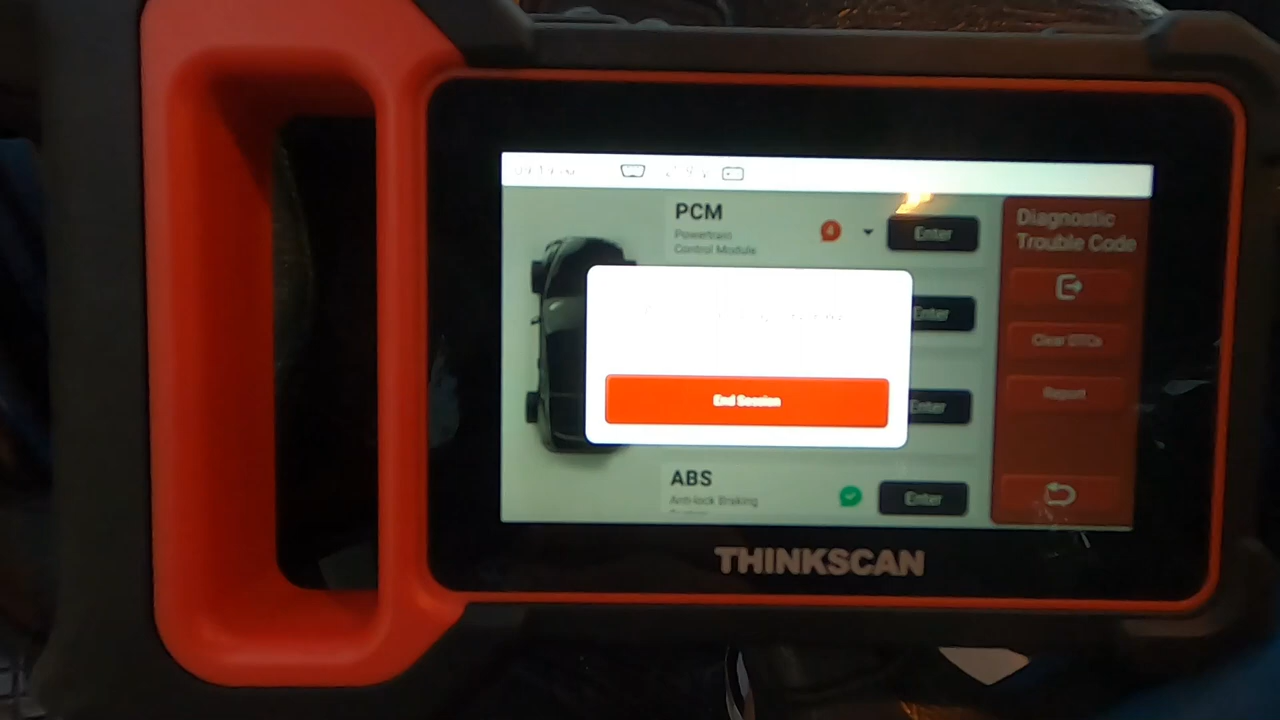 PCM
Powertrain
Control Module
4
Enter
Diagnostic
Trouble Code
Enter
Clear DTCs
Report
End Session
Enter
ABS
Anti-lock Braking
Enter
THINKSCAN